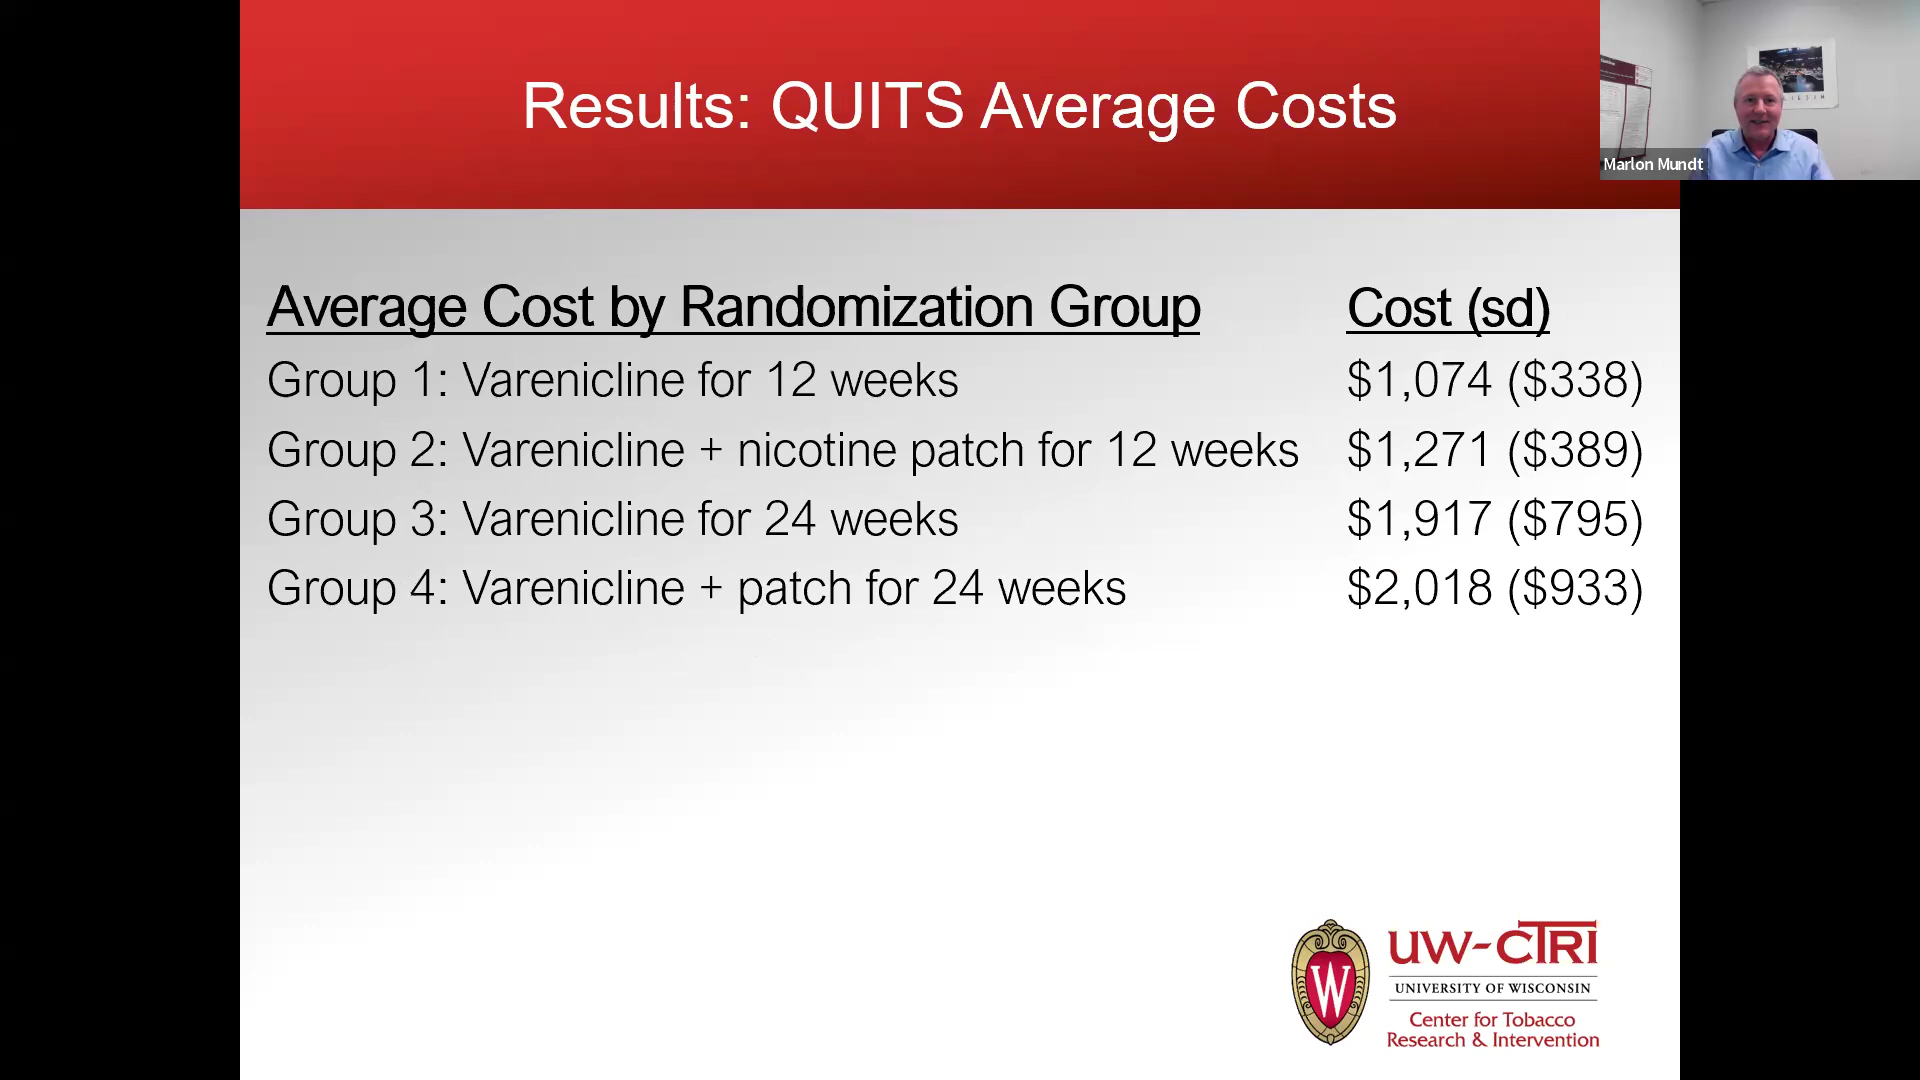 Results: QUITS Average Costs
Marlon Mundt
Average Cost by Randomization Group Cost (sd)
Group 1: Varenicline for 12 weeks $1,074 ($338)
Group 2: Varenicline + nicotine patch for 12 weeks $1,271 ($389)
Group 3: Varenicline for 24 weeks $1,917 ($795)
Group 4: Varenicline + patch for 24 weeks $2,018 ($933)
W
UW-CTRI
UNIVERSITY OF WISCONSIN
Center for Tobacco
Research & Intervention